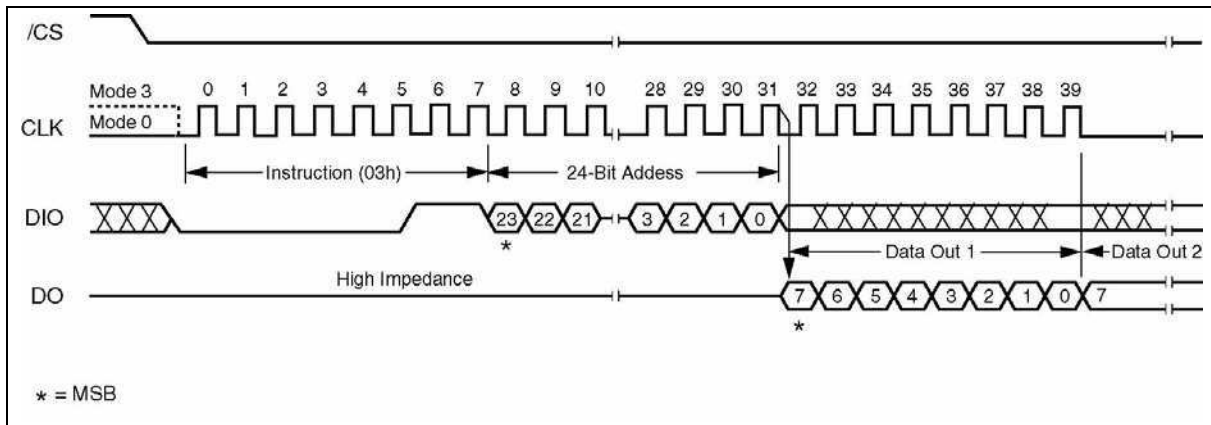 /CS
Mode 3
0 1 2 3 4 5 6 7 8 9 10 28 29 30 31 32 33 34 35 36 37 38 39
CLK
Mode 0
Instruction (03h)
24-Bit Addess
DIO
23 22 21 3 2 1 0
*
Data Out 1
Data Out 2
High Impedance
DO
7 6 5 4 3 2 1 0 7
*
* = MSB